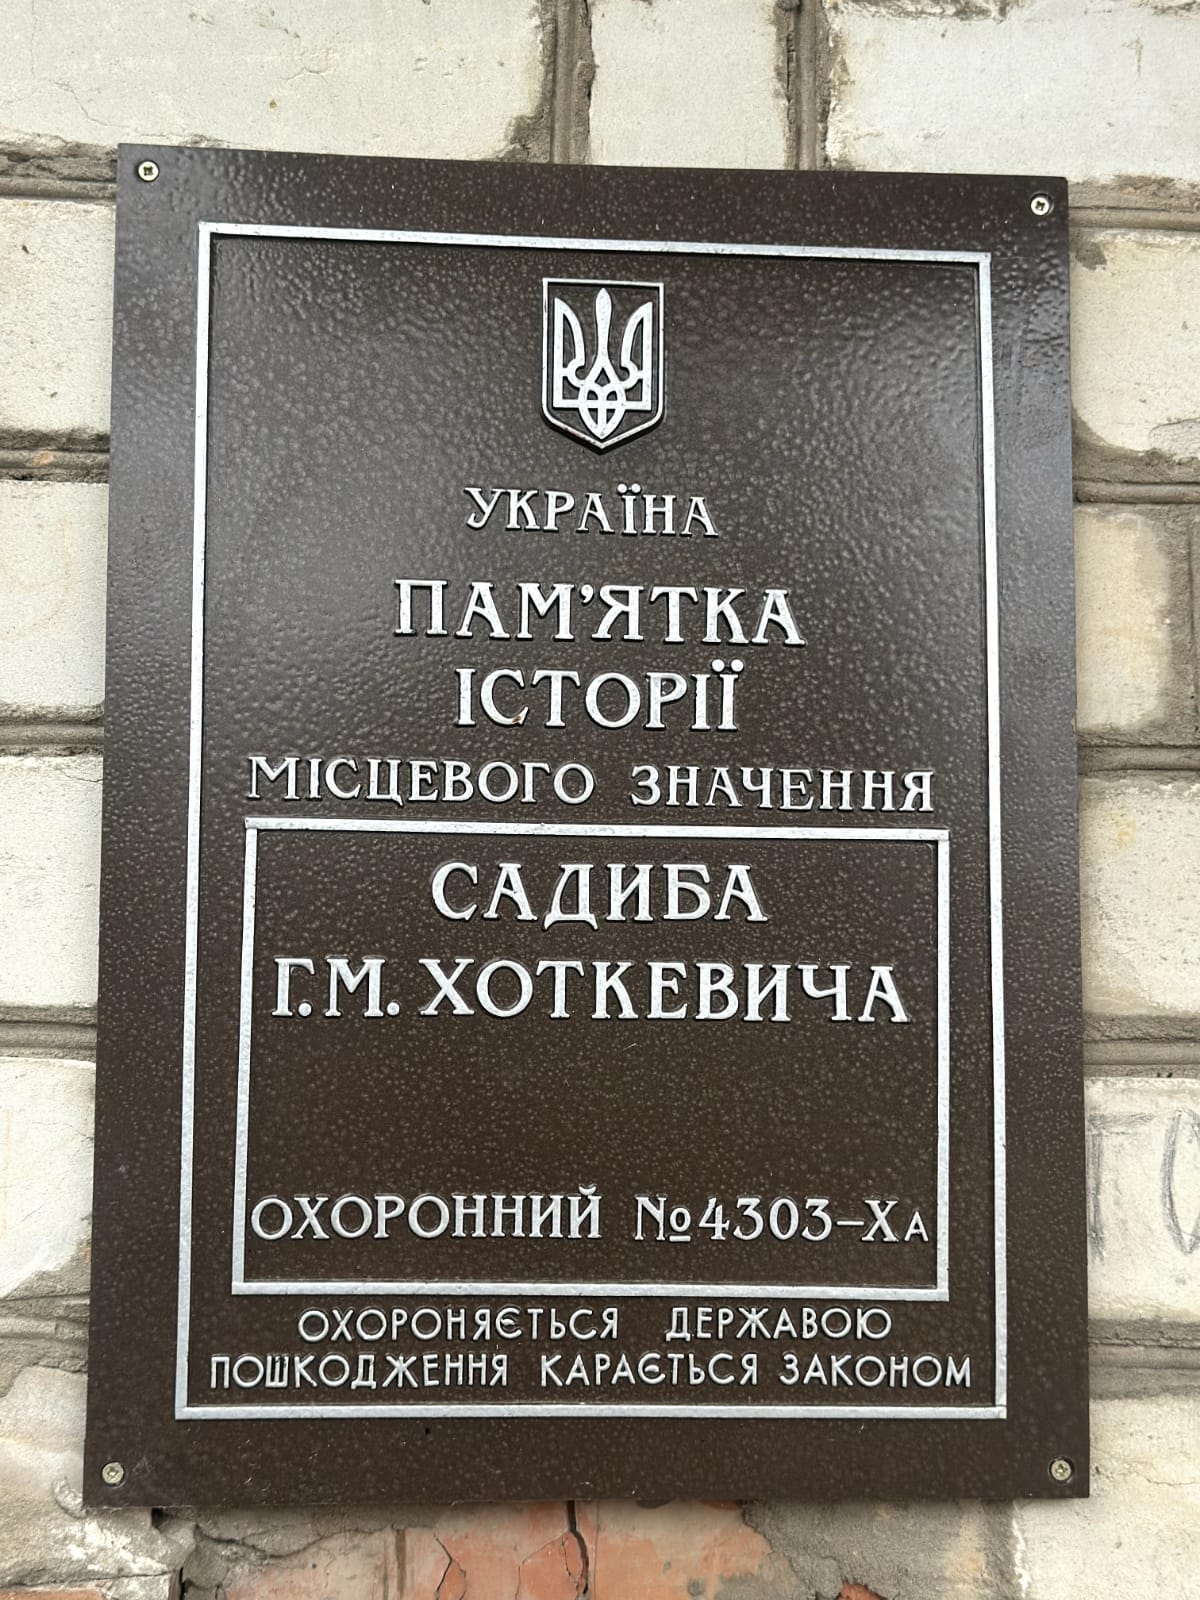 УКРАЇНА
ПАМ’ЯТКА
ІСТОРІЇ
МІСЦЕВОГО ЗНАЧЕННЯ
САДИБА
Г.М. ХОТКЕВИЧА
ОХОРОННИЙ №4303–Ха
ОХОРОНЯЄТЬСЯ ДЕРЖАВОЮ
ПОШКОДЖЕННЯ КАРАЄТЬСЯ ЗАКОНОМ